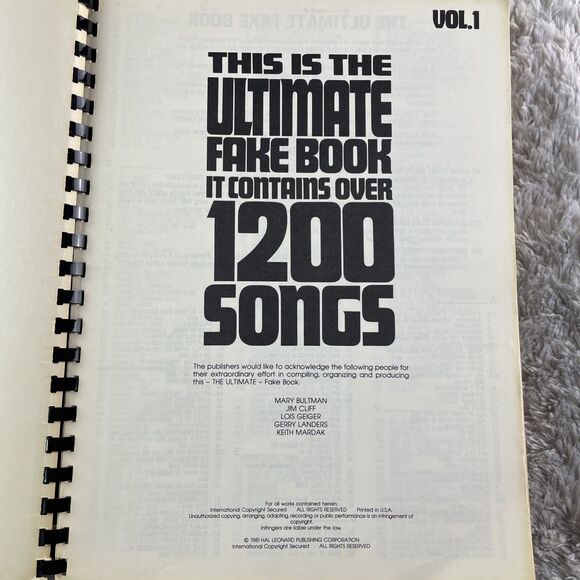 VOL.1
THIS IS THE
ULTIMATE
FAKE BOOK
IT CONTAINS OVER
1200
SONGS
The publishers would like to acknowledge the following people for
their extraordinary effort in compiling, organizing and producing
this – THE ULTIMATE – Fake Book.
MARY BULTMAN
JIM CLIFF
LOIS GEIGER
GERRY LANDERS
KEITH MARDAK
For all works contained herein:
International Copyright Secured ALL RIGHTS RESERVED Printed in U.S.A.
Unauthorized copying, arranging, adapting, recording or public performance is an infringement of
copyright.
Infringers are liable under the law.
© 1981 HAL LEONARD PUBLISHING CORPORATION
International Copyright Secured ALL RIGHTS RESERVED